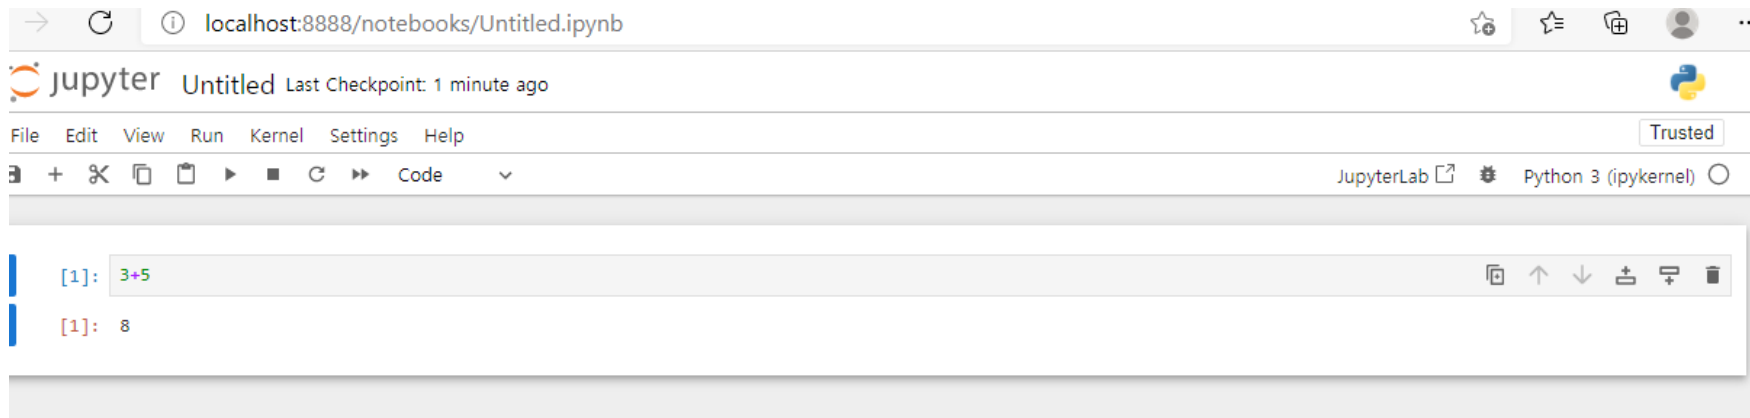 localhost:8888/notebooks/Untitled.ipynb
jupyter Untitled Last Checkpoint: 1 minute ago
File Edit View Run Kernel Settings Help
Trusted
Code
JupyterLab Python 3 (ipykernel)
[1]: 3+5
[1]: 8